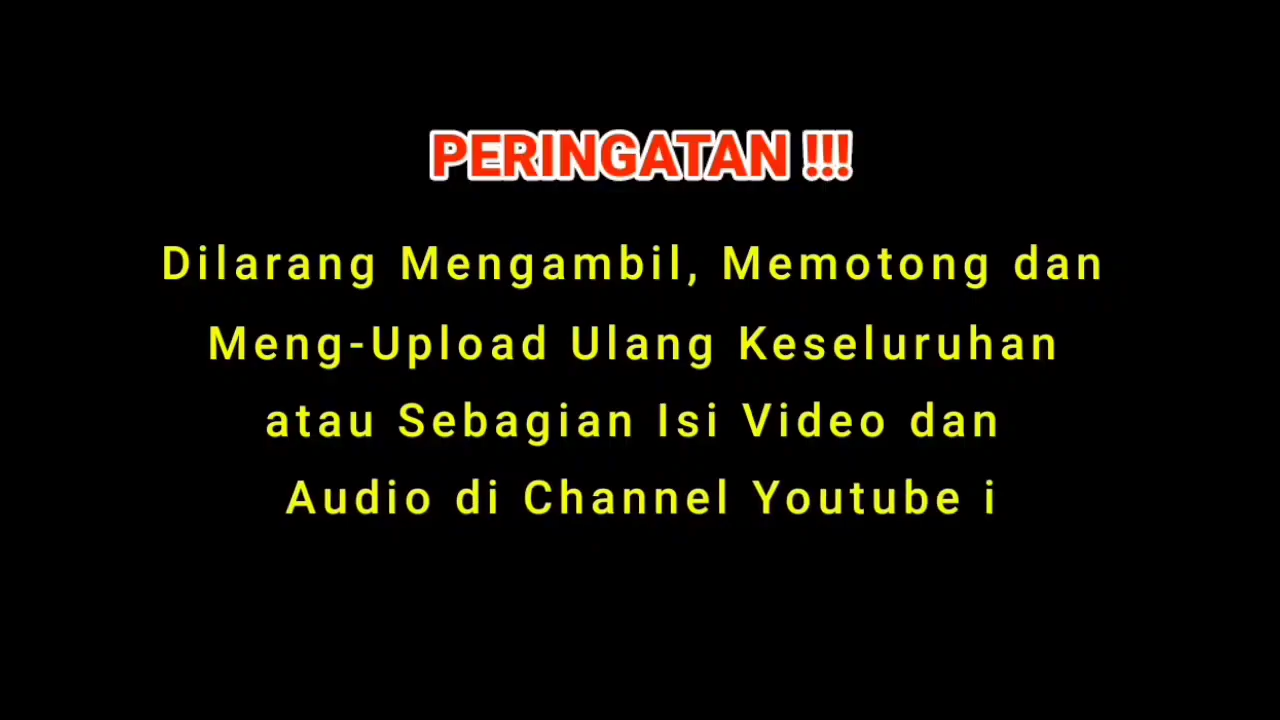 PERINGATAN !!!
Dilarang Mengambil, Memotong dan
Meng-Upload Ulang Keseluruhan
atau Sebagian Isi Video dan
Audio di Channel Youtube i